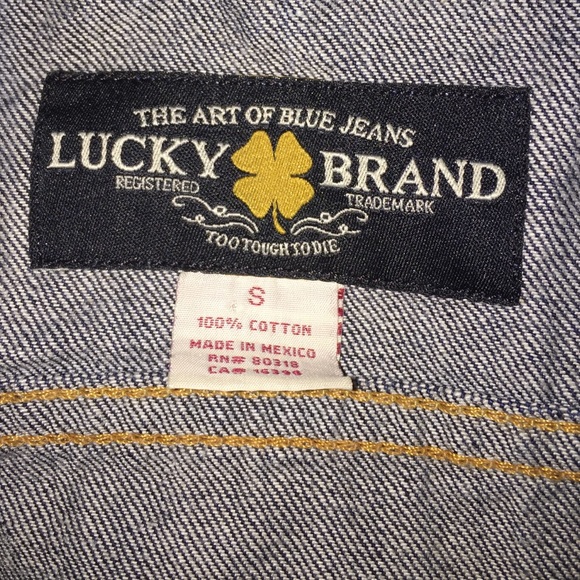 THE ART OF BLUE JEANS
LUCKY BRAND
REGISTERED TRADEMARK
TOO TOUGH TO DIE
S
100% COTTON
MADE IN MEXICO
RN# 80318
CA#